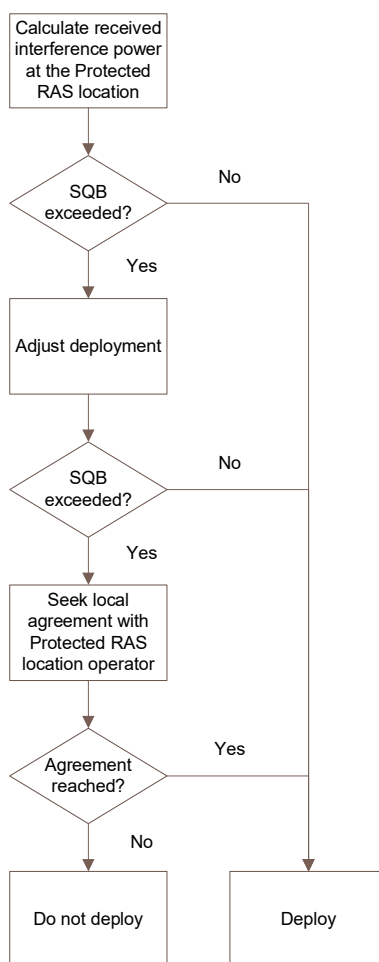 Calculate received
interference power
at the Protected
RAS location
SQB
exceeded?
No
Yes
Adjust deployment
SQB
exceeded?
No
Yes
Seek local
agreement with
Protected RAS
location operator
Agreement
reached?
Yes
No
Do not deploy
Deploy